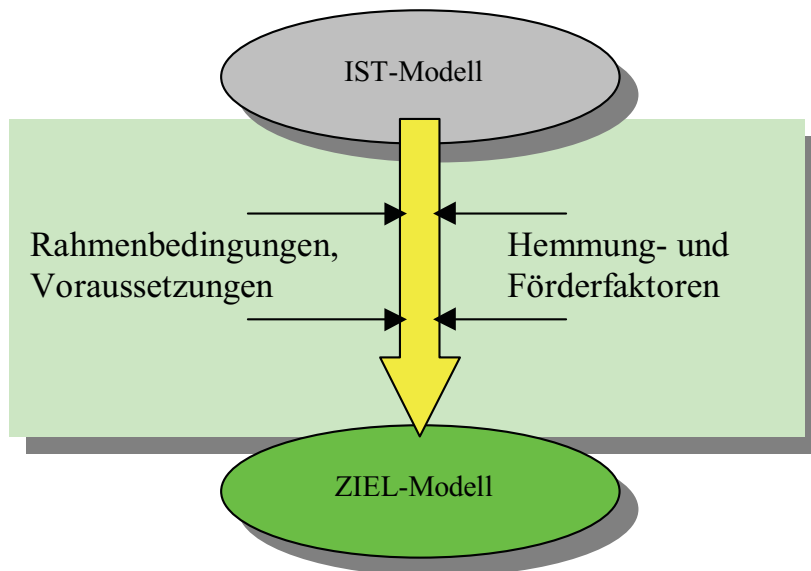 IST-Modell
Rahmenbedingungen,
Voraussetzungen
Hemmung- und
Förderfaktoren
ZIEL-Modell